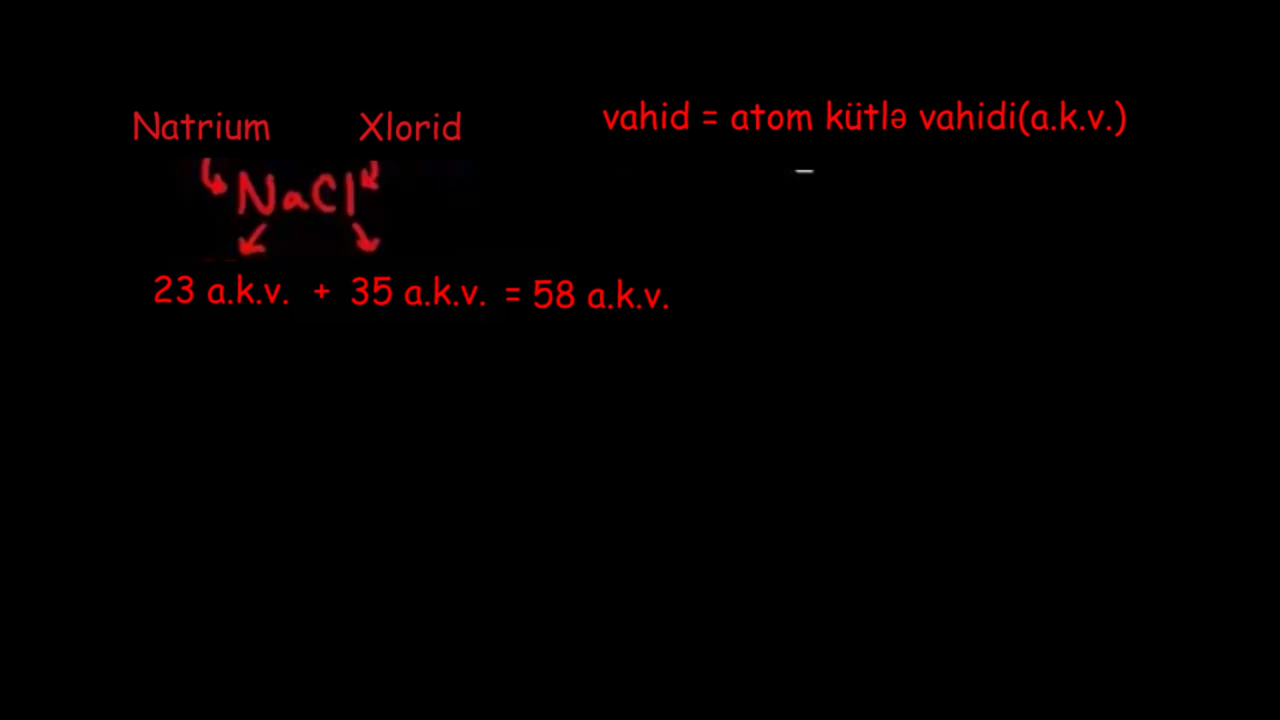 Natrium Xlorid
NaCl
23 a.k.v. + 35 a.k.v. = 58 a.k.v.
vahid = atom kütlə vahidi(a.k.v.)